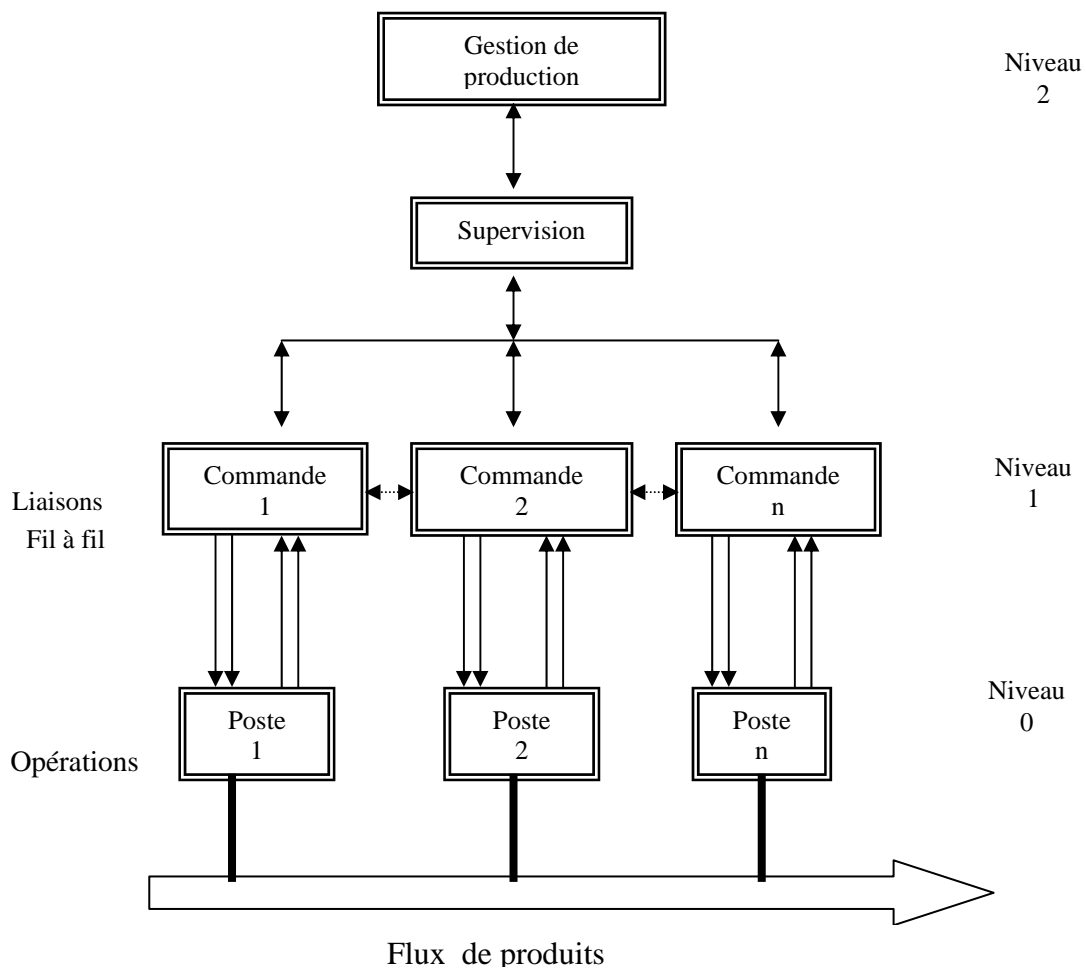 Gestion de
production
Niveau
2
Supervision
Commande
1
Commande
2
Commande
n
Niveau
1
Liaisons
Fil à fil
Poste
1
Poste
2
Poste
n
Niveau
0
Opérations
Flux de produits